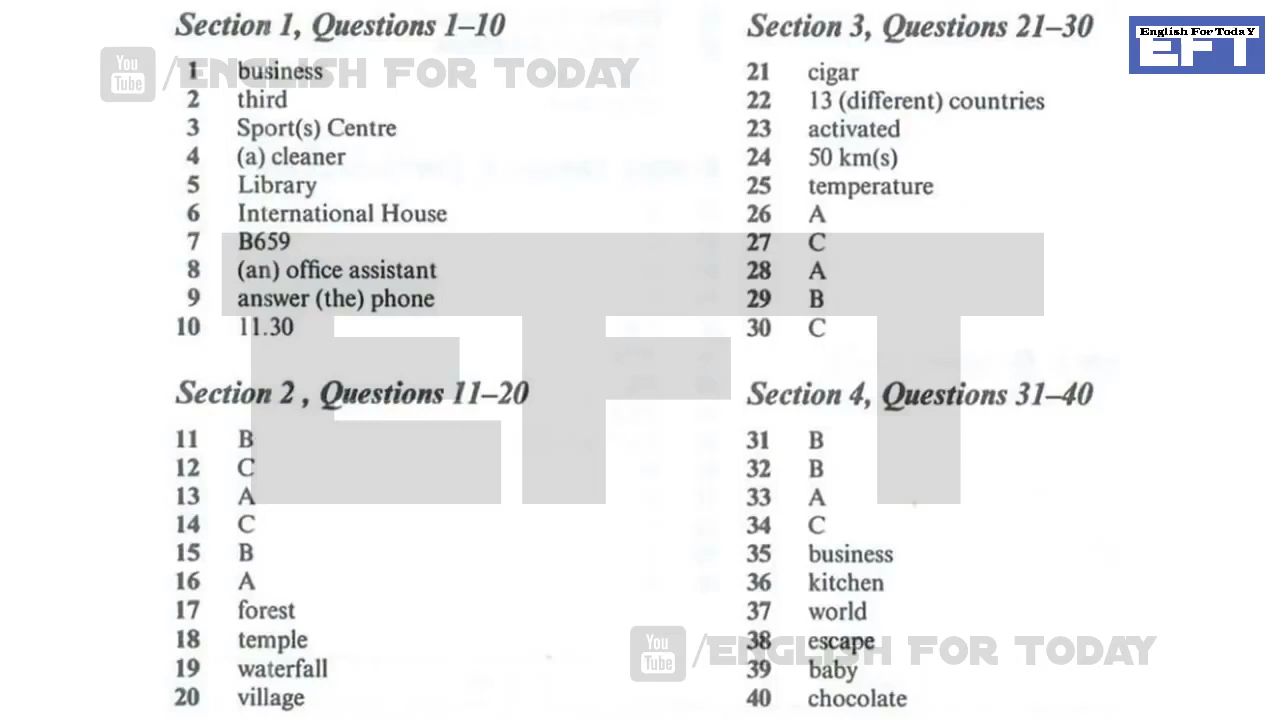 Section 1, Questions 1–10
1 business
2 third
3 Sport(s) Centre
4 (a) cleaner
5 Library
6 International House
7 B659
8 (an) office assistant
9 answer (the) phone
10 11.30
Section 2 , Questions 11–20
11 B
12 C
13 A
14 C
15 B
16 A
17 forest
18 temple
19 waterfall
20 village
Section 3, Questions 21–30
21 cigar
22 13 (different) countries
23 activated
24 50 km(s)
25 temperature
26 A
27 C
28 A
29 B
30 C
Section 4, Questions 31–40
31 B
32 B
33 A
34 C
35 business
36 kitchen
37 world
38 escape
39 baby
40 chocolate
English For TodaY
EFT
You Tube /ENGLISH FOR TODAY
EFT
You Tube /ENGLISH FOR TODAY